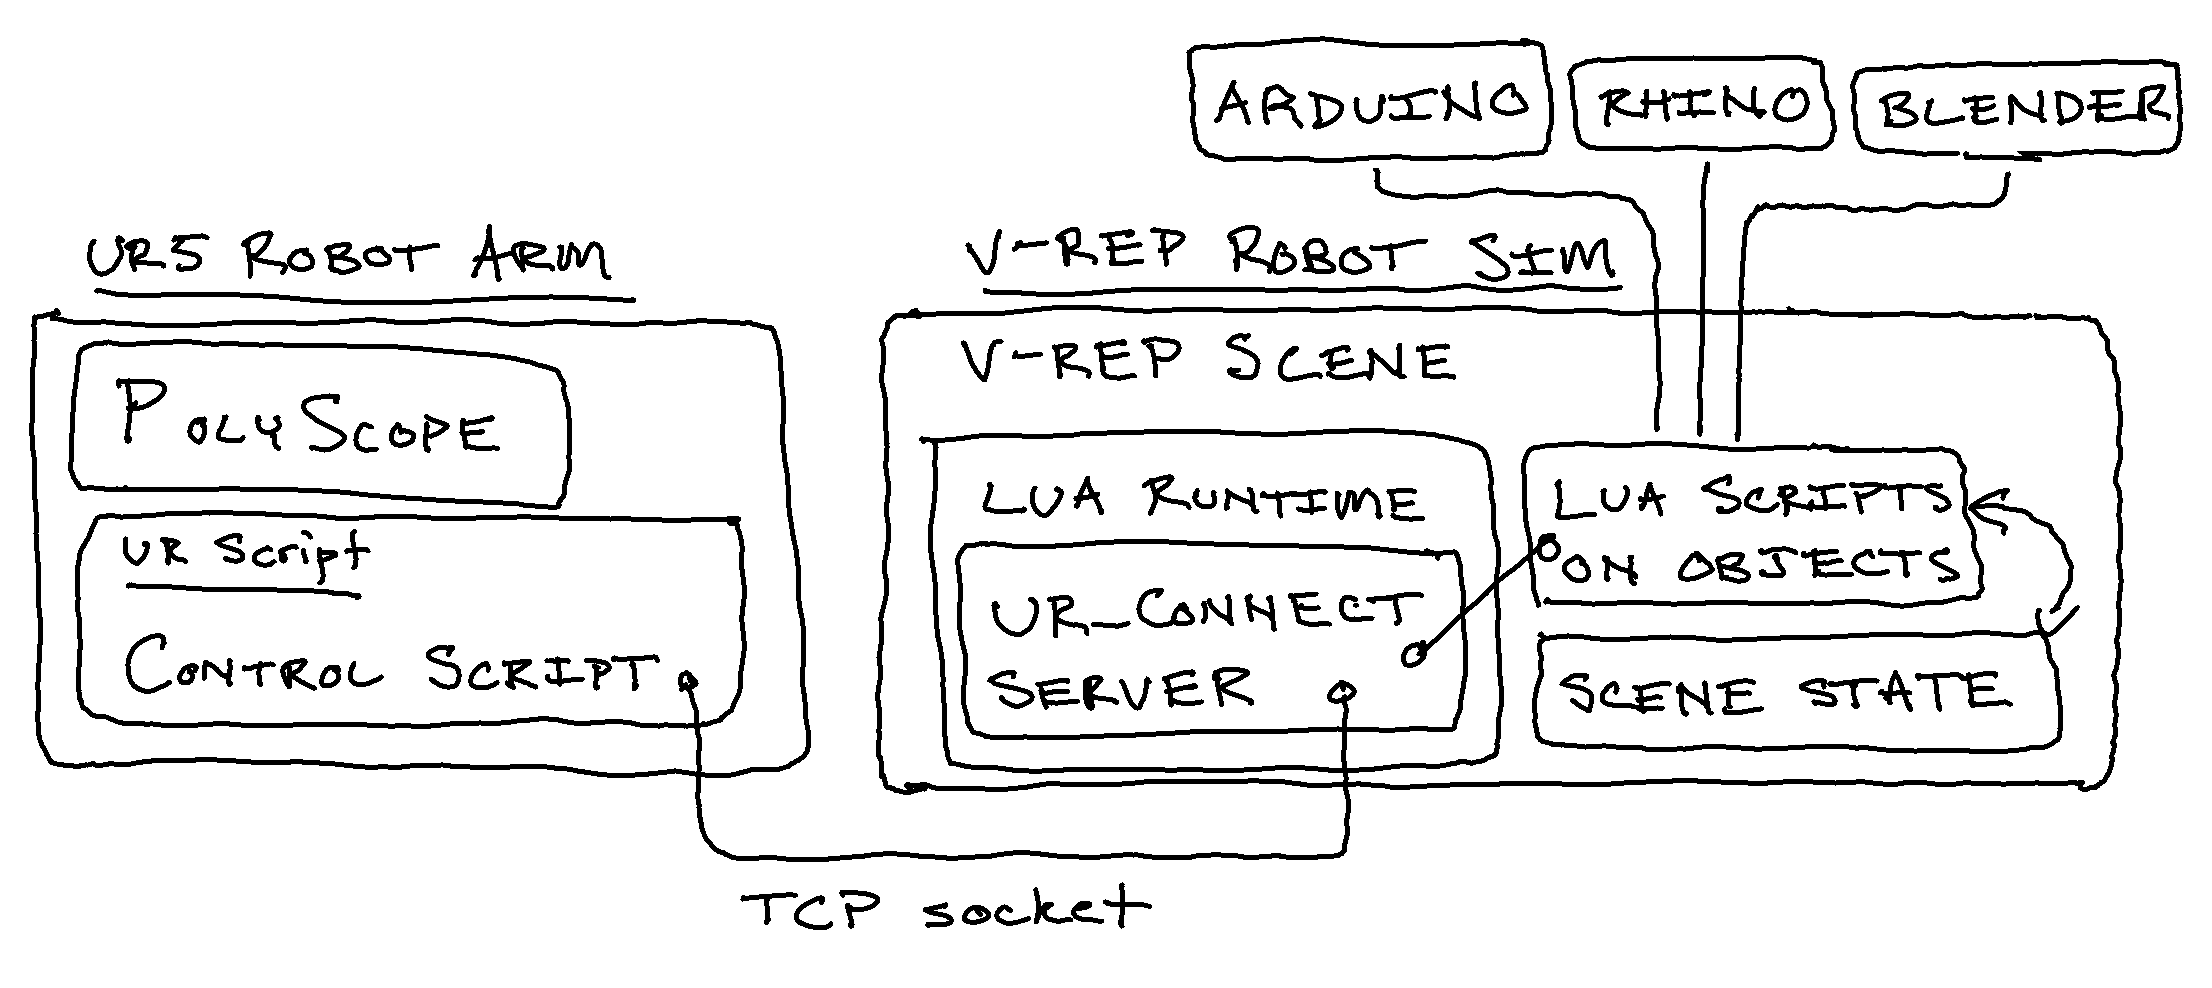 ARDUINO
RHINO
BLENDER
UR5 ROBOT ARM
V-REP ROBOT SIM
POLYSCOPE
UR Script
CONTROL SCRIPT
V-REP SCENE
LUA RUNTIME
UR_CONNECT
SERVER
LUA SCRIPTS
ON OBJECTS
SCENE STATE
TCP socket